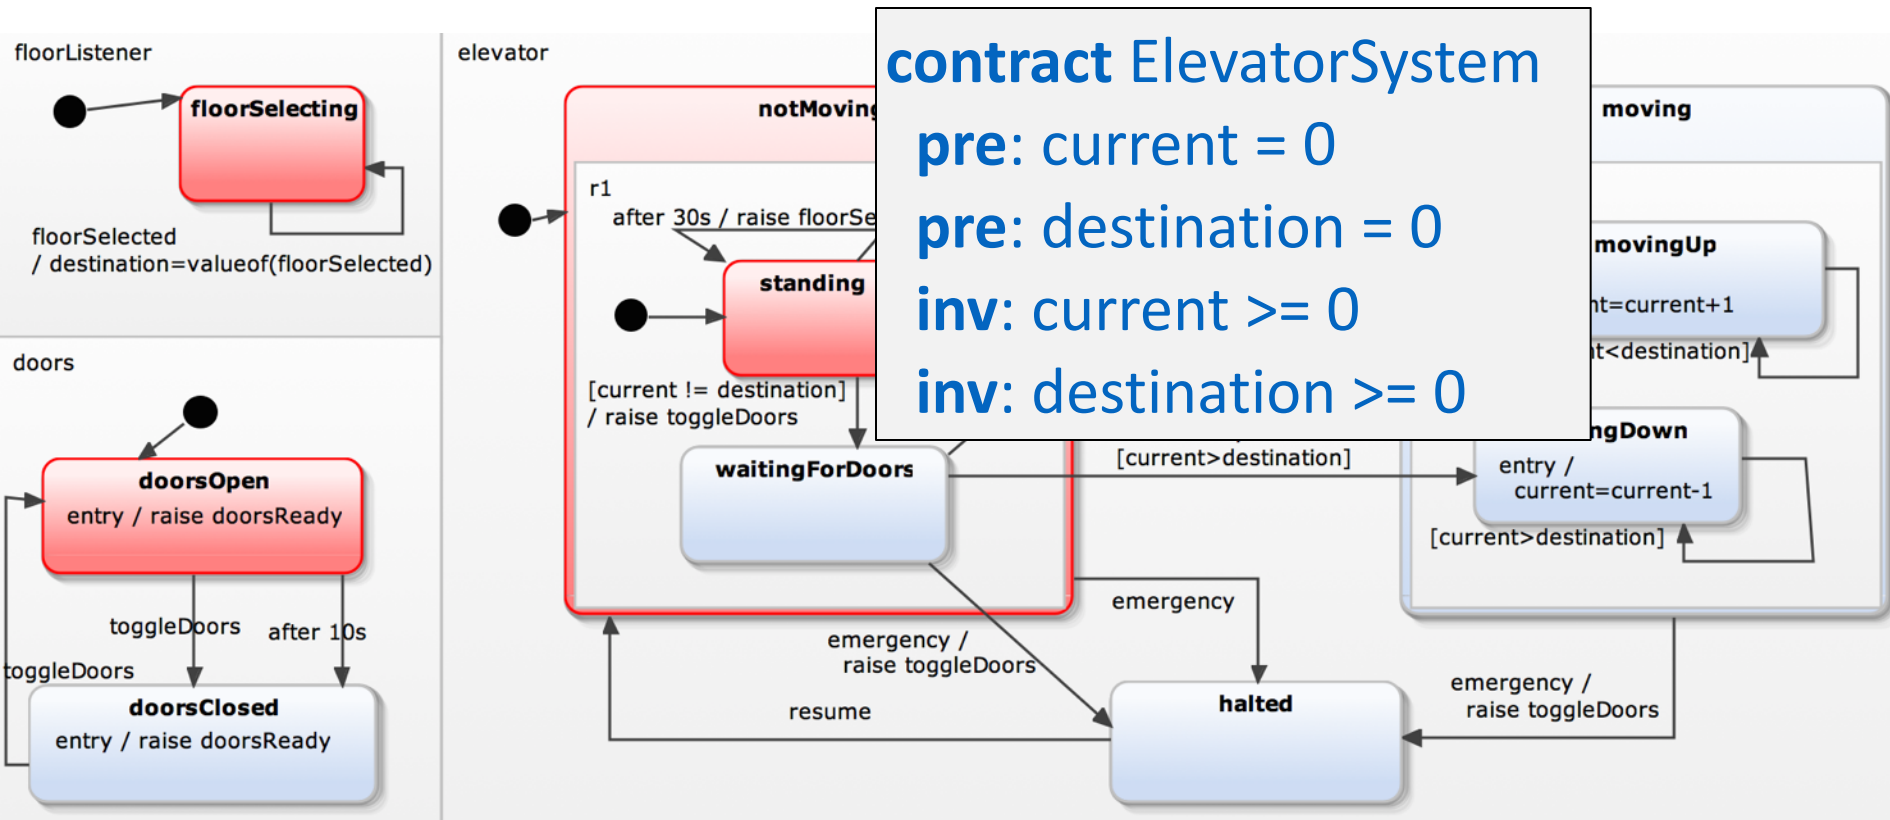 floorListener
floorSelecting
floorSelected
/ destination=valueof(floorSelected)
doors
doorsOpen
entry / raise doorsReady
toggleDoors
after 10s
toggleDoors
doorsClosed
entry / raise doorsReady
elevator
notMoving
r1
after 30s / raise floorSe
standing
[current != destination]
/ raise toggleDoors
waitingForDoors
contract ElevatorSystem
pre: current = 0
pre: destination = 0
inv: current >= 0
inv: destination >= 0
moving
movingUp
nt=current+1
nt<destination]
ngDown
entry /
current=current-1
[current>destination]
[current>destination]
emergency
emergency /
raise toggleDoors
resume
halted
emergency /
raise toggleDoors